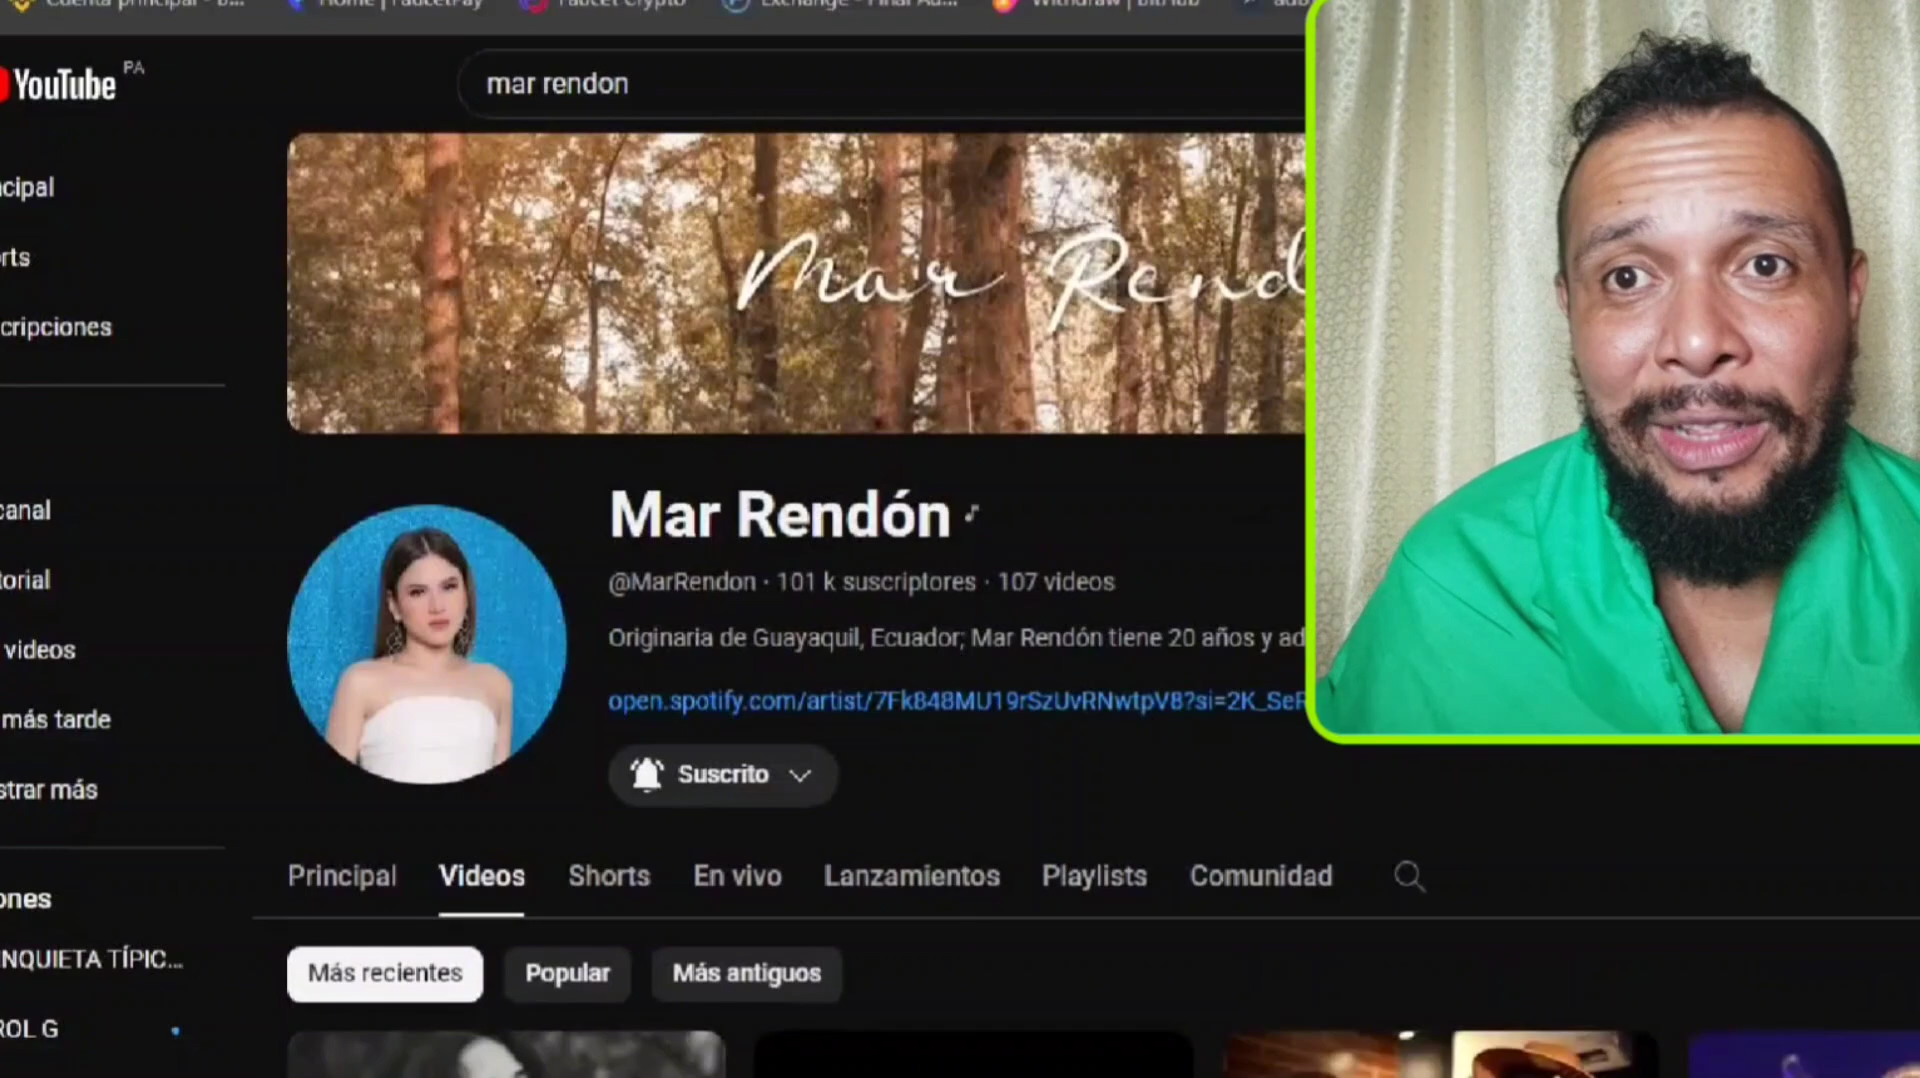 YouTube PA
mar rendon
cipal
rts
cripciones
Mar Rend
Mar Rendón
@MarRendon · 101 k suscriptores · 107 videos
Originaria de Guayaquil, Ecuador; Mar Rendón tiene 20 años y ad
open.spotify.com/artist/7Fk848MU19rSzUvRNwtpV8?si=2K_Se
Suscrito
canal
torial
videos
más tarde
strar más
Principal Videos Shorts En vivo Lanzamientos Playlists Comunidad
ones
NQUIETA TÍPIC...
ROL G
Más recientes Popular Más antiguos